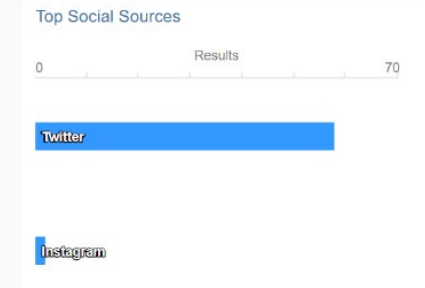 Top Social Sources
Results
0 70
Twitter
Instagram